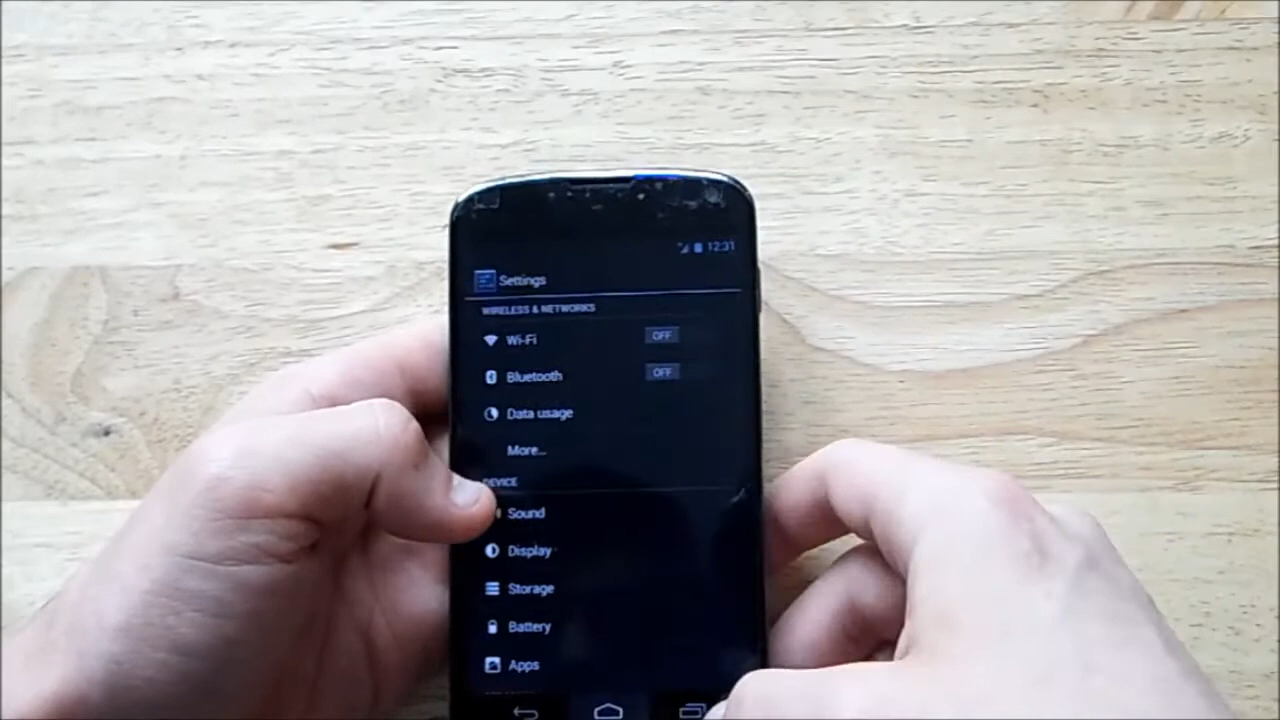 12:31
Settings
WIRELESS & NETWORKS
Wi-Fi OFF
Bluetooth OFF
Data usage
More...
DEVICE
Sound
Display
Storage
Battery
Apps